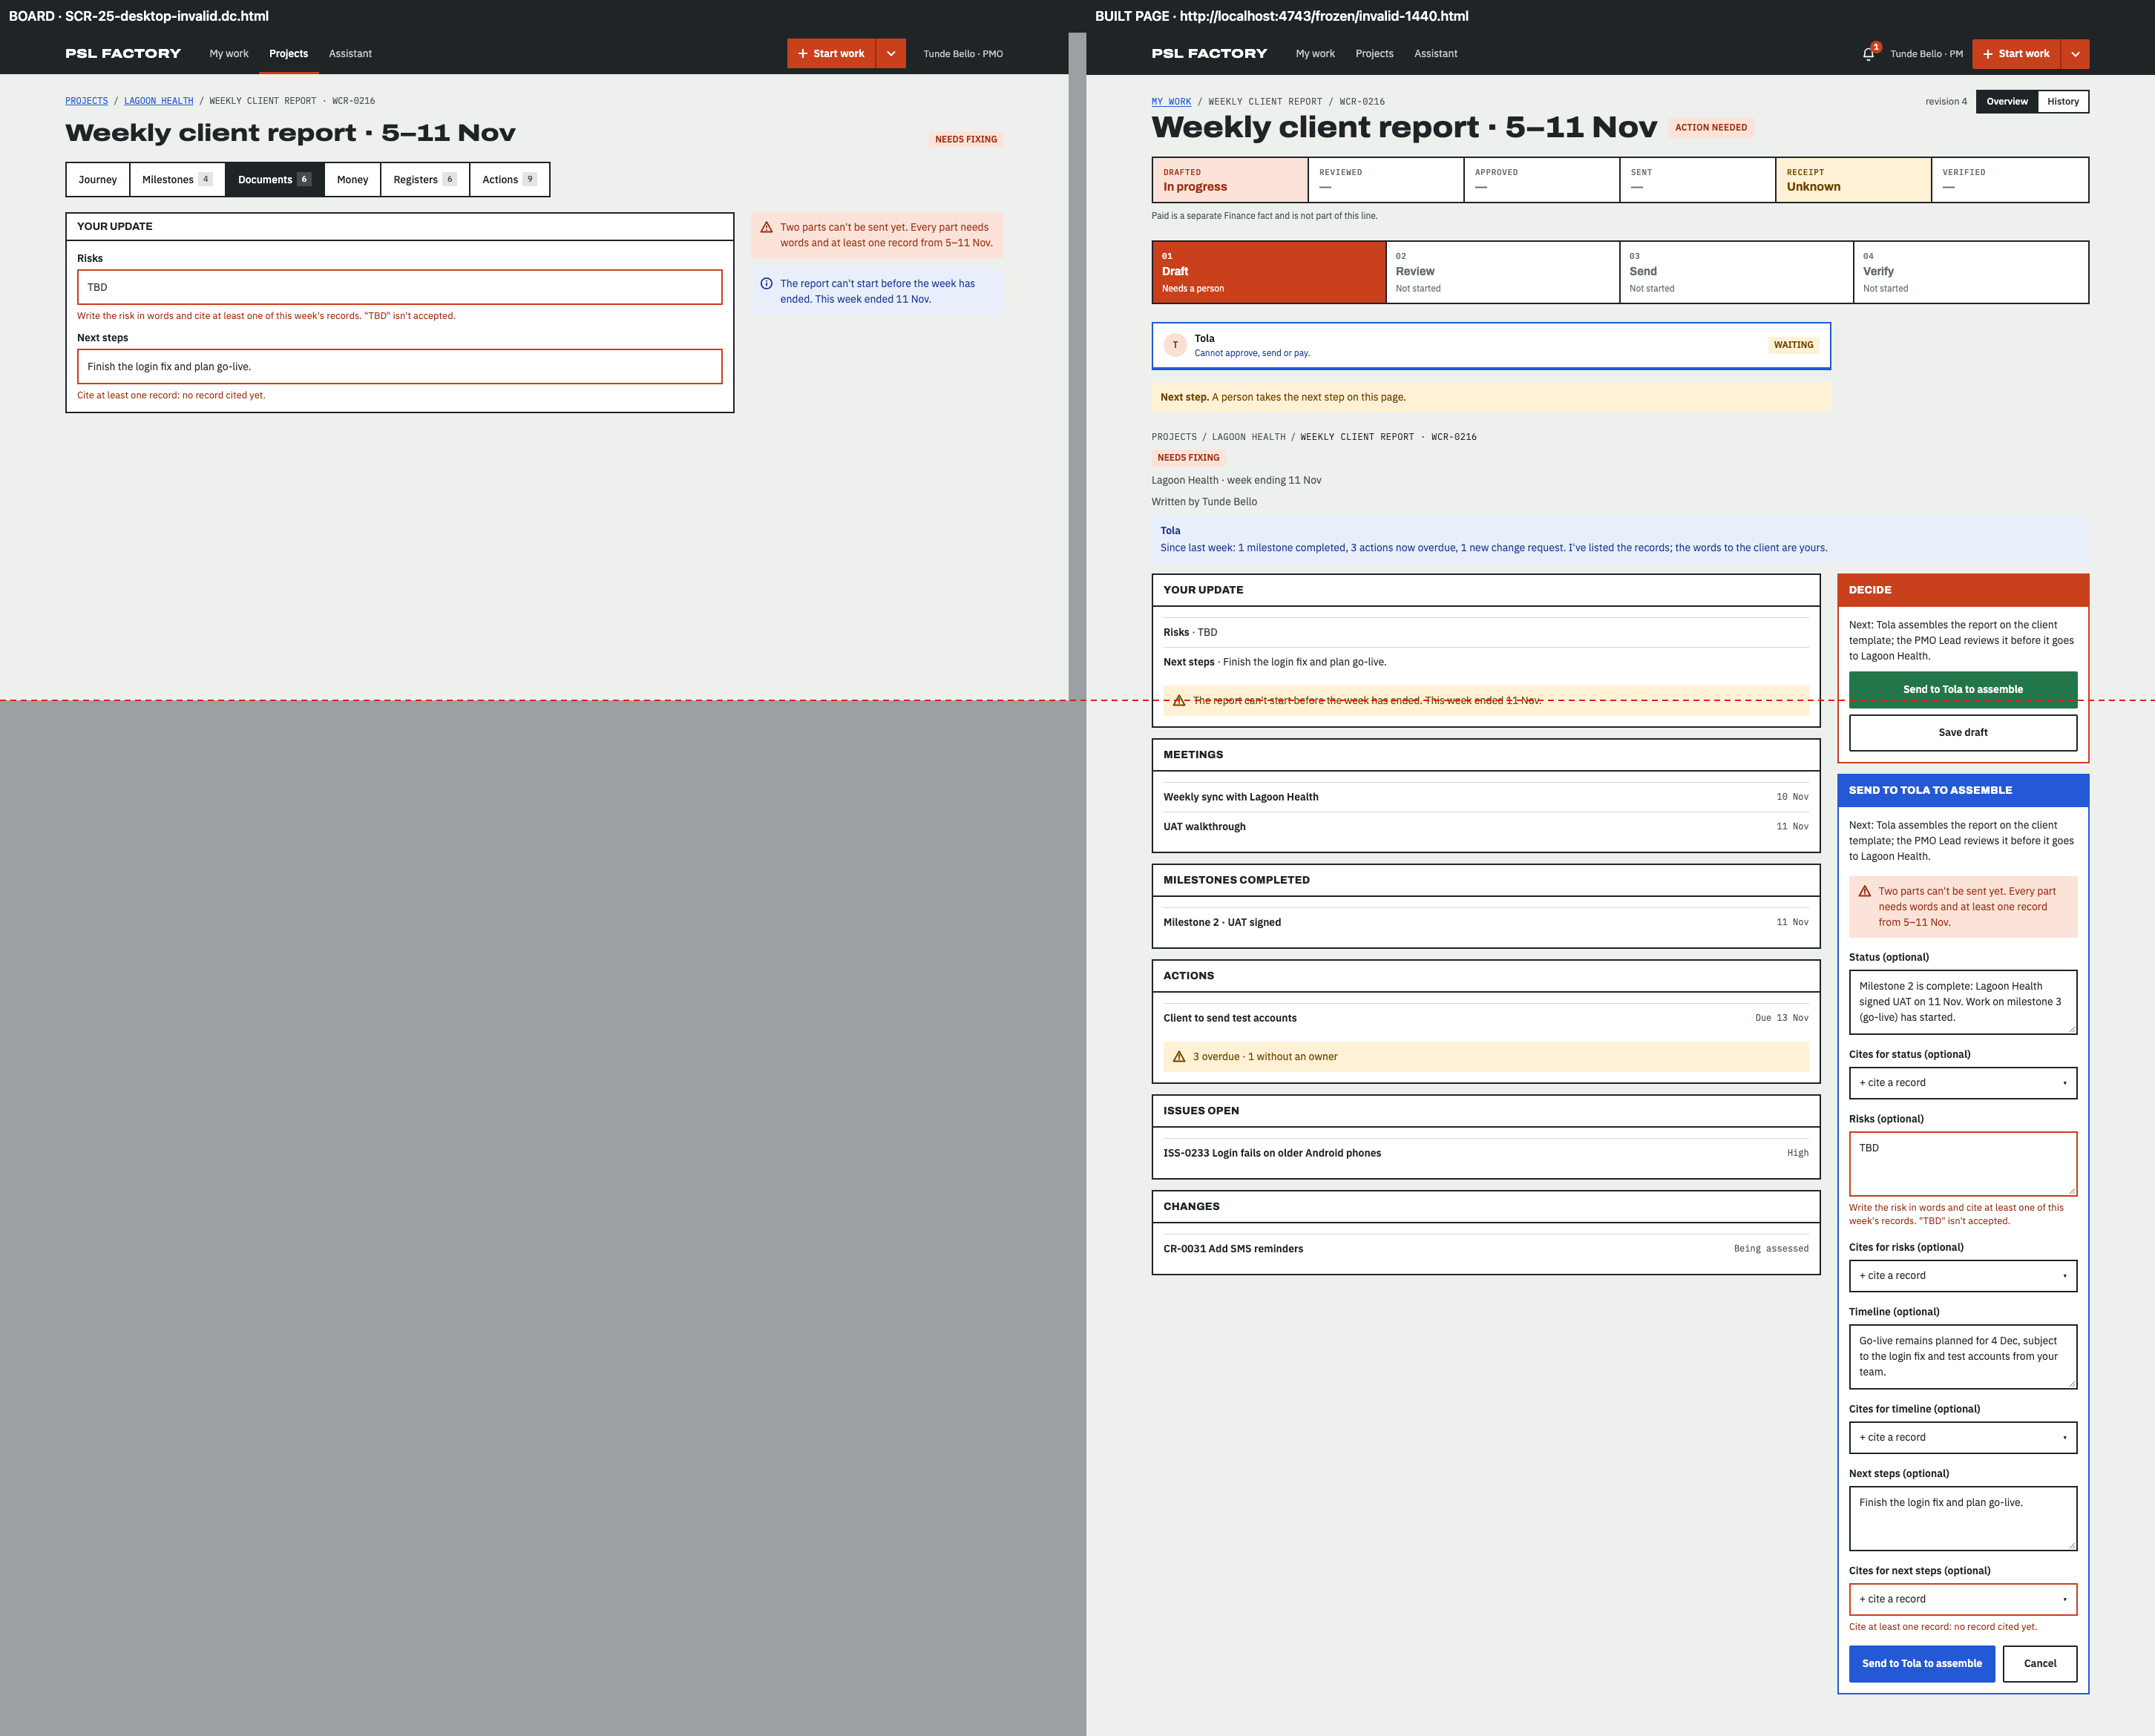 BOARD · SCR-25-desktop-invalid.dc.html
PSL FACTORY
My work
Projects
Assistant
+ Start work
Tunde Bello · PMO
PROJECTS / LAGOON HEALTH / WEEKLY CLIENT REPORT · WCR-0216
Weekly client report · 5–11 Nov
NEEDS FIXING
Journey
Milestones 4
Documents 6
Money
Registers 6
Actions 9
YOUR UPDATE
Risks
TBD
Write the risk in words and cite at least one of this week's records. "TBD" isn't accepted.
Next steps
Finish the login fix and plan go-live.
Cite at least one record: no record cited yet.
Two parts can't be sent yet. Every part needs
words and at least one record from 5–11 Nov.
The report can't start before the week has
ended. This week ended 11 Nov.
BUILT PAGE · http://localhost:4743/frozen/invalid-1440.html
PSL FACTORY
My work
Projects
Assistant
1
Tunde Bello · PM
+ Start work
MY WORK / WEEKLY CLIENT REPORT / WCR-0216
revision 4
Overview
History
Weekly client report · 5–11 Nov
ACTION NEEDED
DRAFTED
In progress
REVIEWED
—
APPROVED
—
SENT
—
RECEIPT
Unknown
VERIFIED
—
Paid is a separate Finance fact and is not part of this line.
01
Draft
Needs a person
02
Review
Not started
03
Send
Not started
04
Verify
Not started
T
Tola
Cannot approve, send or pay.
WAITING
Next step. A person takes the next step on this page.
PROJECTS / LAGOON HEALTH / WEEKLY CLIENT REPORT · WCR-0216
NEEDS FIXING
Lagoon Health · week ending 11 Nov
Written by Tunde Bello
Tola
Since last week: 1 milestone completed, 3 actions now overdue, 1 new change request. I've listed the records; the words to the client are yours.
YOUR UPDATE
Risks · TBD
Next steps · Finish the login fix and plan go-live.
The report can't start before the week has ended. This week ended 11 Nov.
MEETINGS
Weekly sync with Lagoon Health
10 Nov
UAT walkthrough
11 Nov
MILESTONES COMPLETED
Milestone 2 · UAT signed
11 Nov
ACTIONS
Client to send test accounts
Due 13 Nov
3 overdue · 1 without an owner
ISSUES OPEN
ISS-0233 Login fails on older Android phones
High
CHANGES
CR-0031 Add SMS reminders
Being assessed
DECIDE
Next: Tola assembles the report on the client
template; the PMO Lead reviews it before it goes
to Lagoon Health.
Send to Tola to assemble
Save draft
SEND TO TOLA TO ASSEMBLE
Next: Tola assembles the report on the client
template; the PMO Lead reviews it before it goes
to Lagoon Health.
Two parts can't be sent yet. Every part
needs words and at least one record
from 5–11 Nov.
Status (optional)
Milestone 2 is complete: Lagoon Health
signed UAT on 11 Nov. Work on milestone 3
(go-live) has started.
Cites for status (optional)
+ cite a record
Risks (optional)
TBD
Write the risk in words and cite at least one of this
week's records. "TBD" isn't accepted.
Cites for risks (optional)
+ cite a record
Timeline (optional)
Go-live remains planned for 4 Dec, subject
to the login fix and test accounts from your
team.
Cites for timeline (optional)
+ cite a record
Next steps (optional)
Finish the login fix and plan go-live.
Cites for next steps (optional)
+ cite a record
Cite at least one record: no record cited yet.
Send to Tola to assemble
Cancel